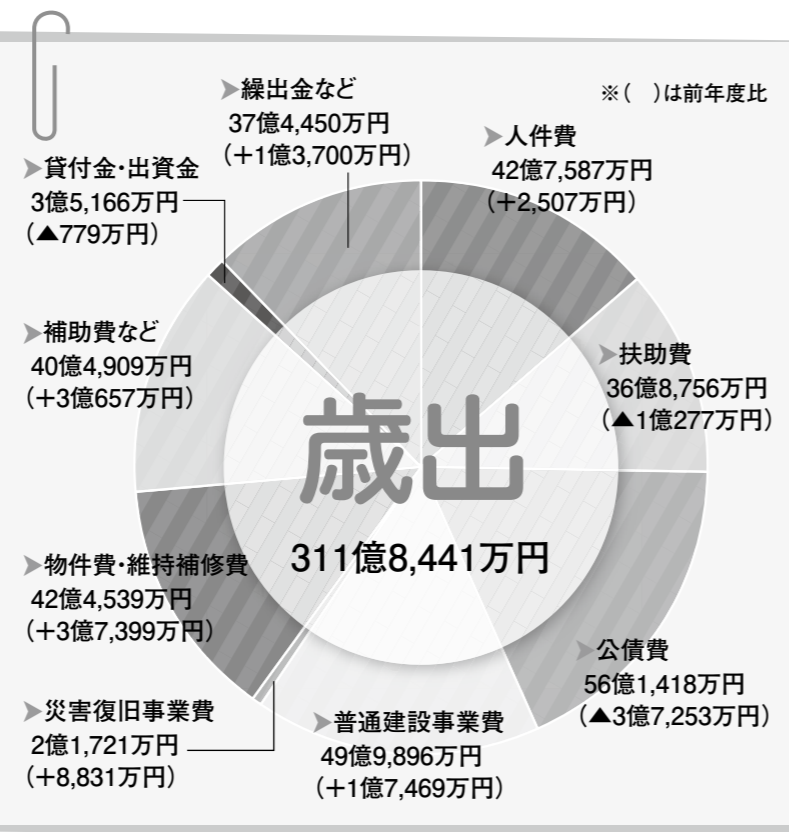 ※(　)は前年度比
➤人件費
42億7,587万円
(＋2,507万円)
➤扶助費
36億8,756万円
(▲1億277万円)
➤公債費
56億1,418万円
(▲3億7,253万円)
➤普通建設事業費
49億9,896万円
(＋1億7,469万円)
➤災害復旧事業費
2億1,721万円
(＋8,831万円)
➤物件費・維持補修費
42億4,539万円
(＋3億7,399万円)
➤補助費など
40億4,909万円
(＋3億657万円)
➤貸付金・出資金
3億5,166万円
(▲779万円)
➤繰出金など
37億4,450万円
(＋1億3,700万円)
歳出
311億8,441万円